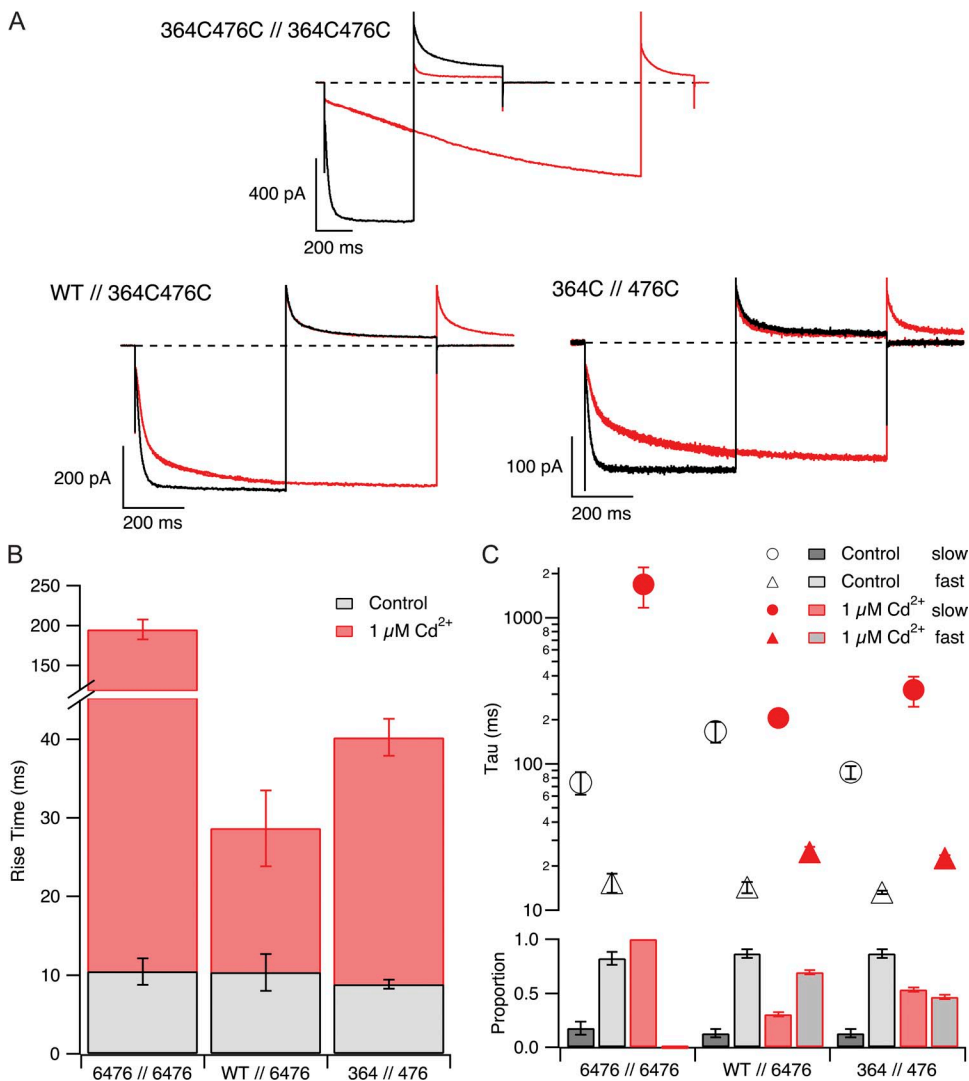 A
364C476C // 364C476C
400 pA
200 ms
WT // 364C476C
200 pA
200 ms
364C // 476C
100 pA
200 ms
B
250
200
150
40
30
20
10
0
Rise Time (ms)
Control
1 µM Cd2+
6476 // 6476
WT // 6476
364 // 476
C
Control slow
Control fast
1 µM Cd2+ slow
1 µM Cd2+ fast
2
1000
8
6
4
2
100
8
6
4
2
10
Tau (ms)
1.0
0.5
0.0
Proportion
6476 // 6476
WT // 6476
364 // 476